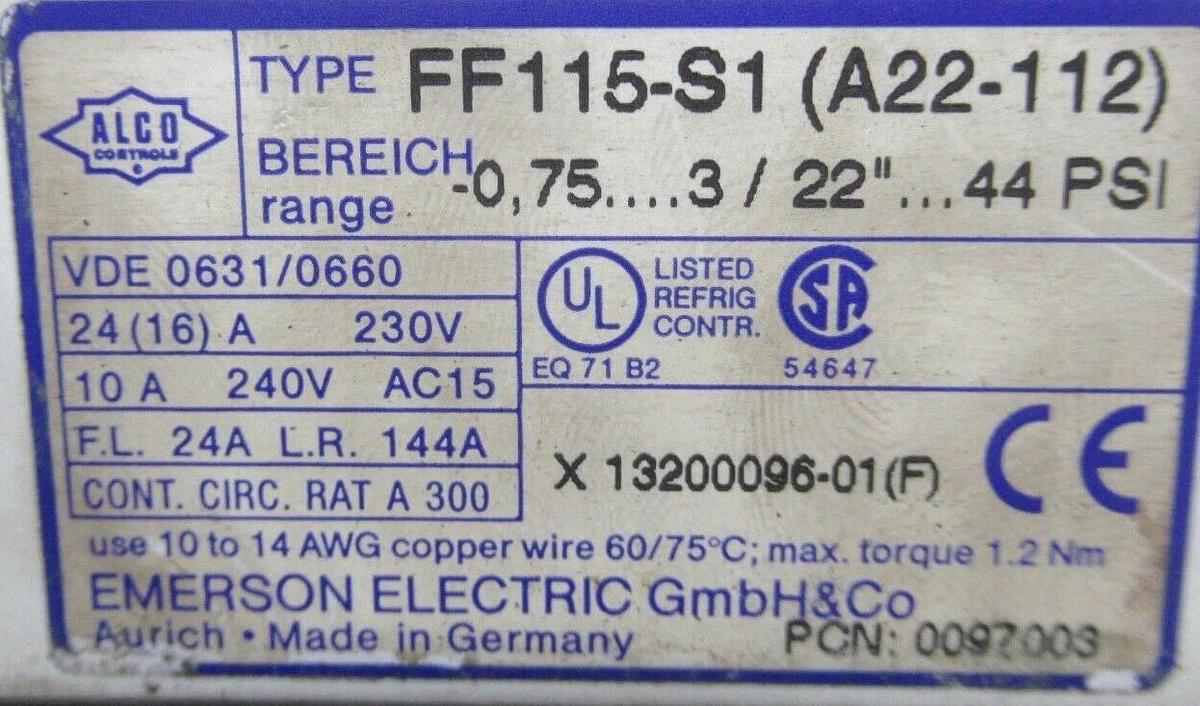 ALCO
CONTROLS
TYPE FF115-S1 (A22-112)
BEREICH
range -0,75....3 / 22"...44 PSI
VDE 0631/0660
24 (16) A 230V
10 A 240V AC15
F.L. 24A L.R. 144A
CONT. CIRC. RAT A 300
UL LISTED
REFRIG
CONTR.
EQ 71 B2
SA
54647
X 13200096-01(F)
CE
use 10 to 14 AWG copper wire 60/75°C; max. torque 1.2 Nm
EMERSON ELECTRIC GmbH&Co
Aurich • Made in Germany
PCN: 0097003